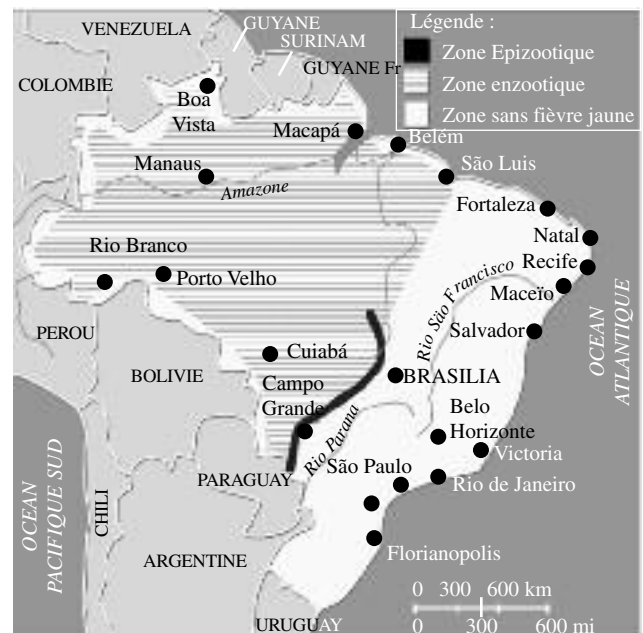 Légende :
Zone Epizootique
Zone enzootique
Zone sans fièvre jaune
VENEZUELA
GUYANE
SURINAM
GUYANE Fr
COLOMBIE
Boa
Vista
Macapá
Belém
Manaus
Amazone
São Luis
Fortaleza
Natal
Recife
Maceïo
Rio Branco
Porto Velho
Rio São Francisco
Salvador
PEROU
BOLIVIE
Cuiabá
Campo
Grande
BRASILIA
Belo
Horizonte
Victoria
Rio Parana
São Paulo
Rio de Janeiro
PARAGUAY
Florianopolis
OCEAN
ATLANTIQUE
OCEAN
PACIFIQUE SUD
CHILI
ARGENTINE
URUGUAY
0 300 600 km
0 300 600 mi